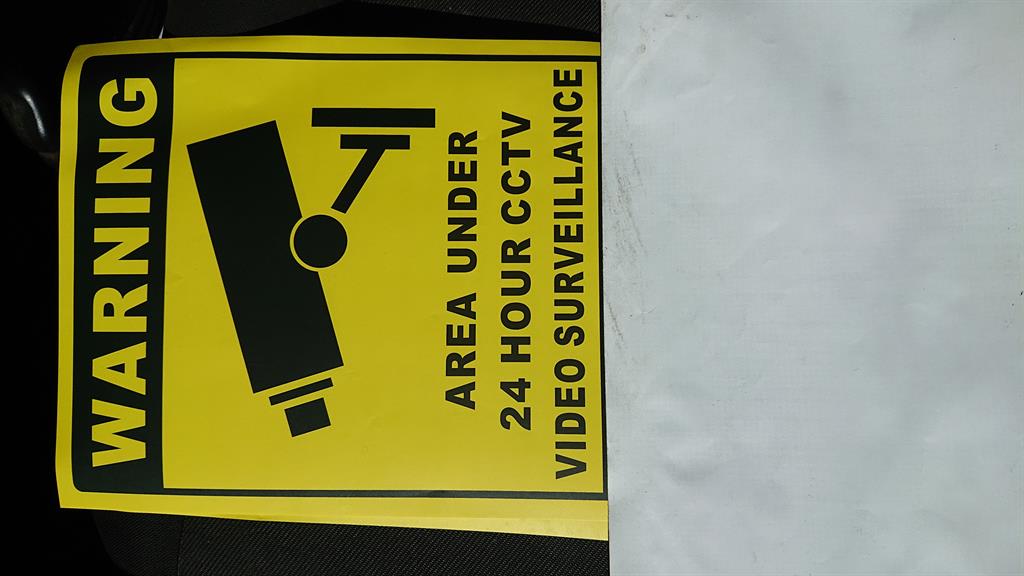 WARNING
AREA UNDER
24 HOUR CCTV
VIDEO SURVEILLANCE